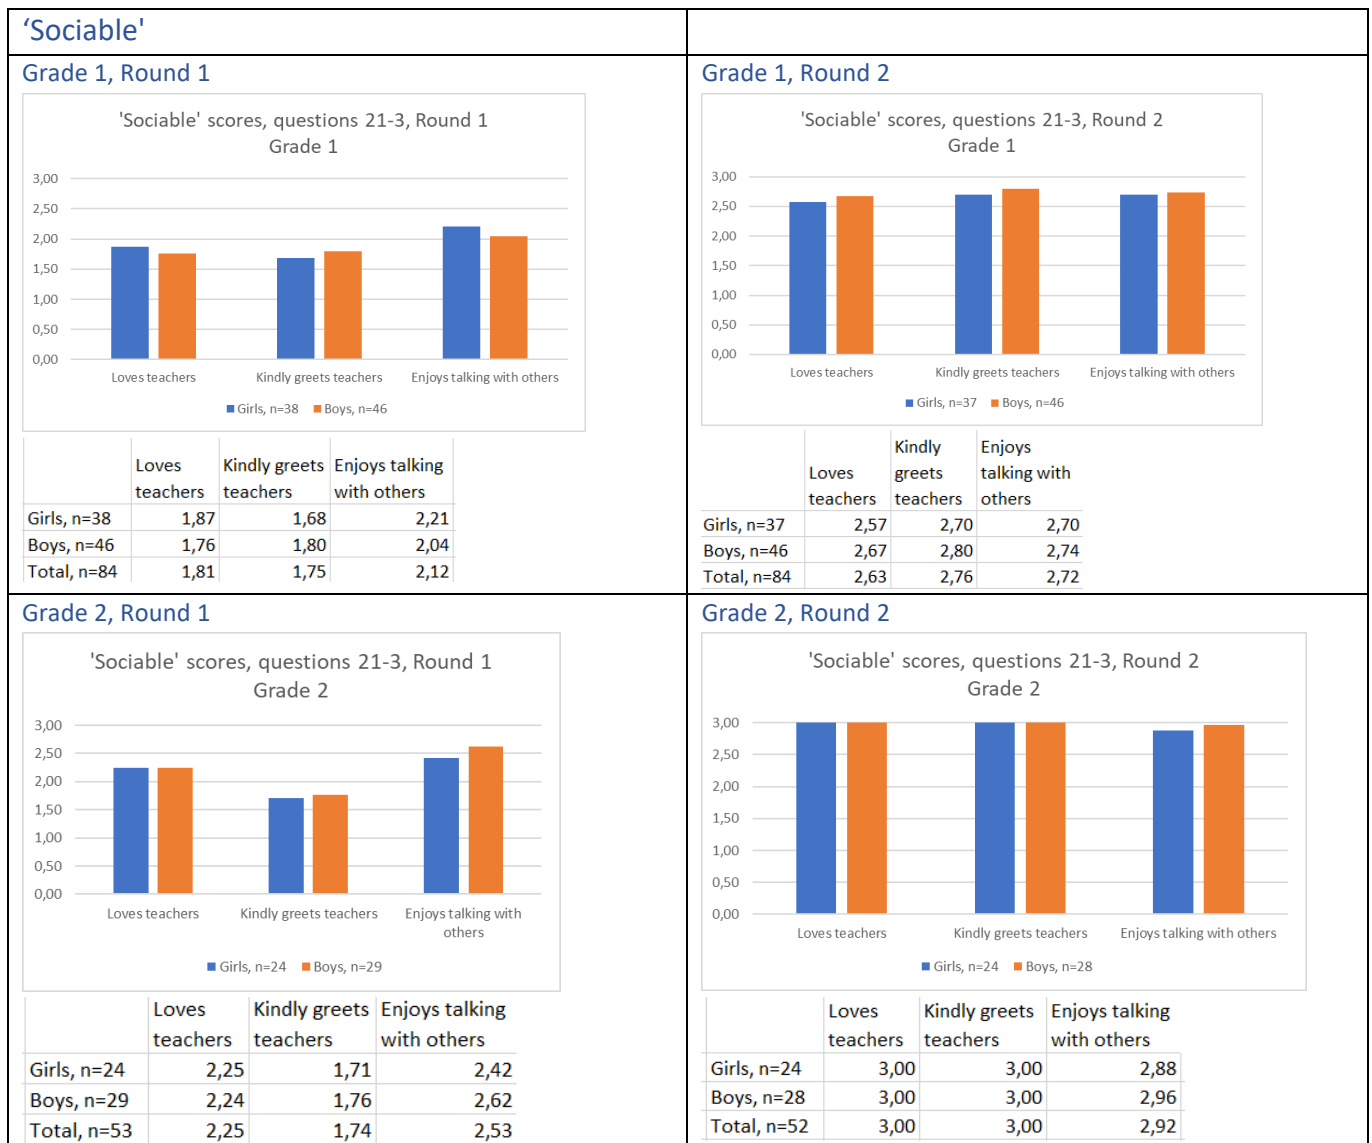 ‘Sociable'
Grade 1, Round 1
'Sociable' scores, questions 21-3, Round 1
Grade 1
3,00
2,50
2,00
1,50
1,00
0,50
0,00
Loves teachers Kindly greets teachers Enjoys talking with others
Girls, n=38 Boys, n=46
Loves Kindly greets Enjoys talking
teachers teachers with others
Girls, n=38 1,87 1,68 2,21
Boys, n=46 1,76 1,80 2,04
Total, n=84 1,81 1,75 2,12
Grade 1, Round 2
'Sociable' scores, questions 21-3, Round 2
Grade 1
3,00
2,50
2,00
1,50
1,00
0,50
0,00
Loves teachers Kindly greets teachers Enjoys talking with others
Girls, n=37 Boys, n=46
Kindly Enjoys
Loves greets talking with
teachers teachers others
Girls, n=37 2,57 2,70 2,70
Boys, n=46 2,67 2,80 2,74
Total, n=84 2,63 2,76 2,72
Grade 2, Round 1
'Sociable' scores, questions 21-3, Round 1
Grade 2
3,00
2,50
2,00
1,50
1,00
0,50
0,00
Loves teachers Kindly greets teachers Enjoys talking with
others
Girls, n=24 Boys, n=29
Loves Kindly greets Enjoys talking
teachers teachers with others
Girls, n=24 2,25 1,71 2,42
Boys, n=29 2,24 1,76 2,62
Total, n=53 2,25 1,74 2,53
Grade 2, Round 2
'Sociable' scores, questions 21-3, Round 2
Grade 2
3,00
2,50
2,00
1,50
1,00
0,50
0,00
Loves teachers Kindly greets teachers Enjoys talking with others
Girls, n=24 Boys, n=28
Loves Kindly greets Enjoys talking
teachers teachers with others
Girls, n=24 3,00 3,00 2,88
Boys, n=28 3,00 3,00 2,96
Total, n=52 3,00 3,00 2,92